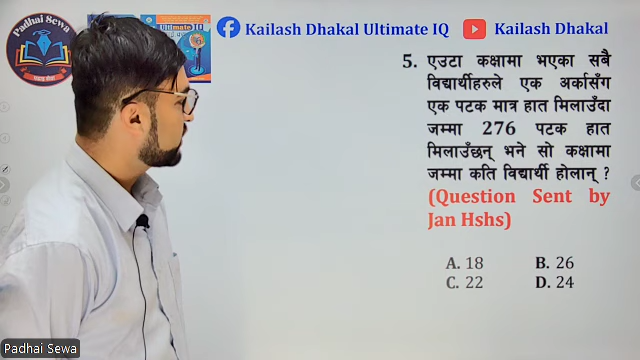 Padhai Sewa
Kailash Dhakal Ultimate IQ
Kailash Dhakal
5. एउटा कक्षामा भएका सबै
विद्यार्थीहरुले एक अर्कासँग
एक पटक मात्र हात मिलाउँदा
जम्मा 276 पटक हात
मिलाउँछन् भने सो कक्षामा
जम्मा कति विद्यार्थी होलान् ?
(Question Sent by
Jan Hshs)
A. 18 B. 26
C. 22 D. 24
Padhai Sewa